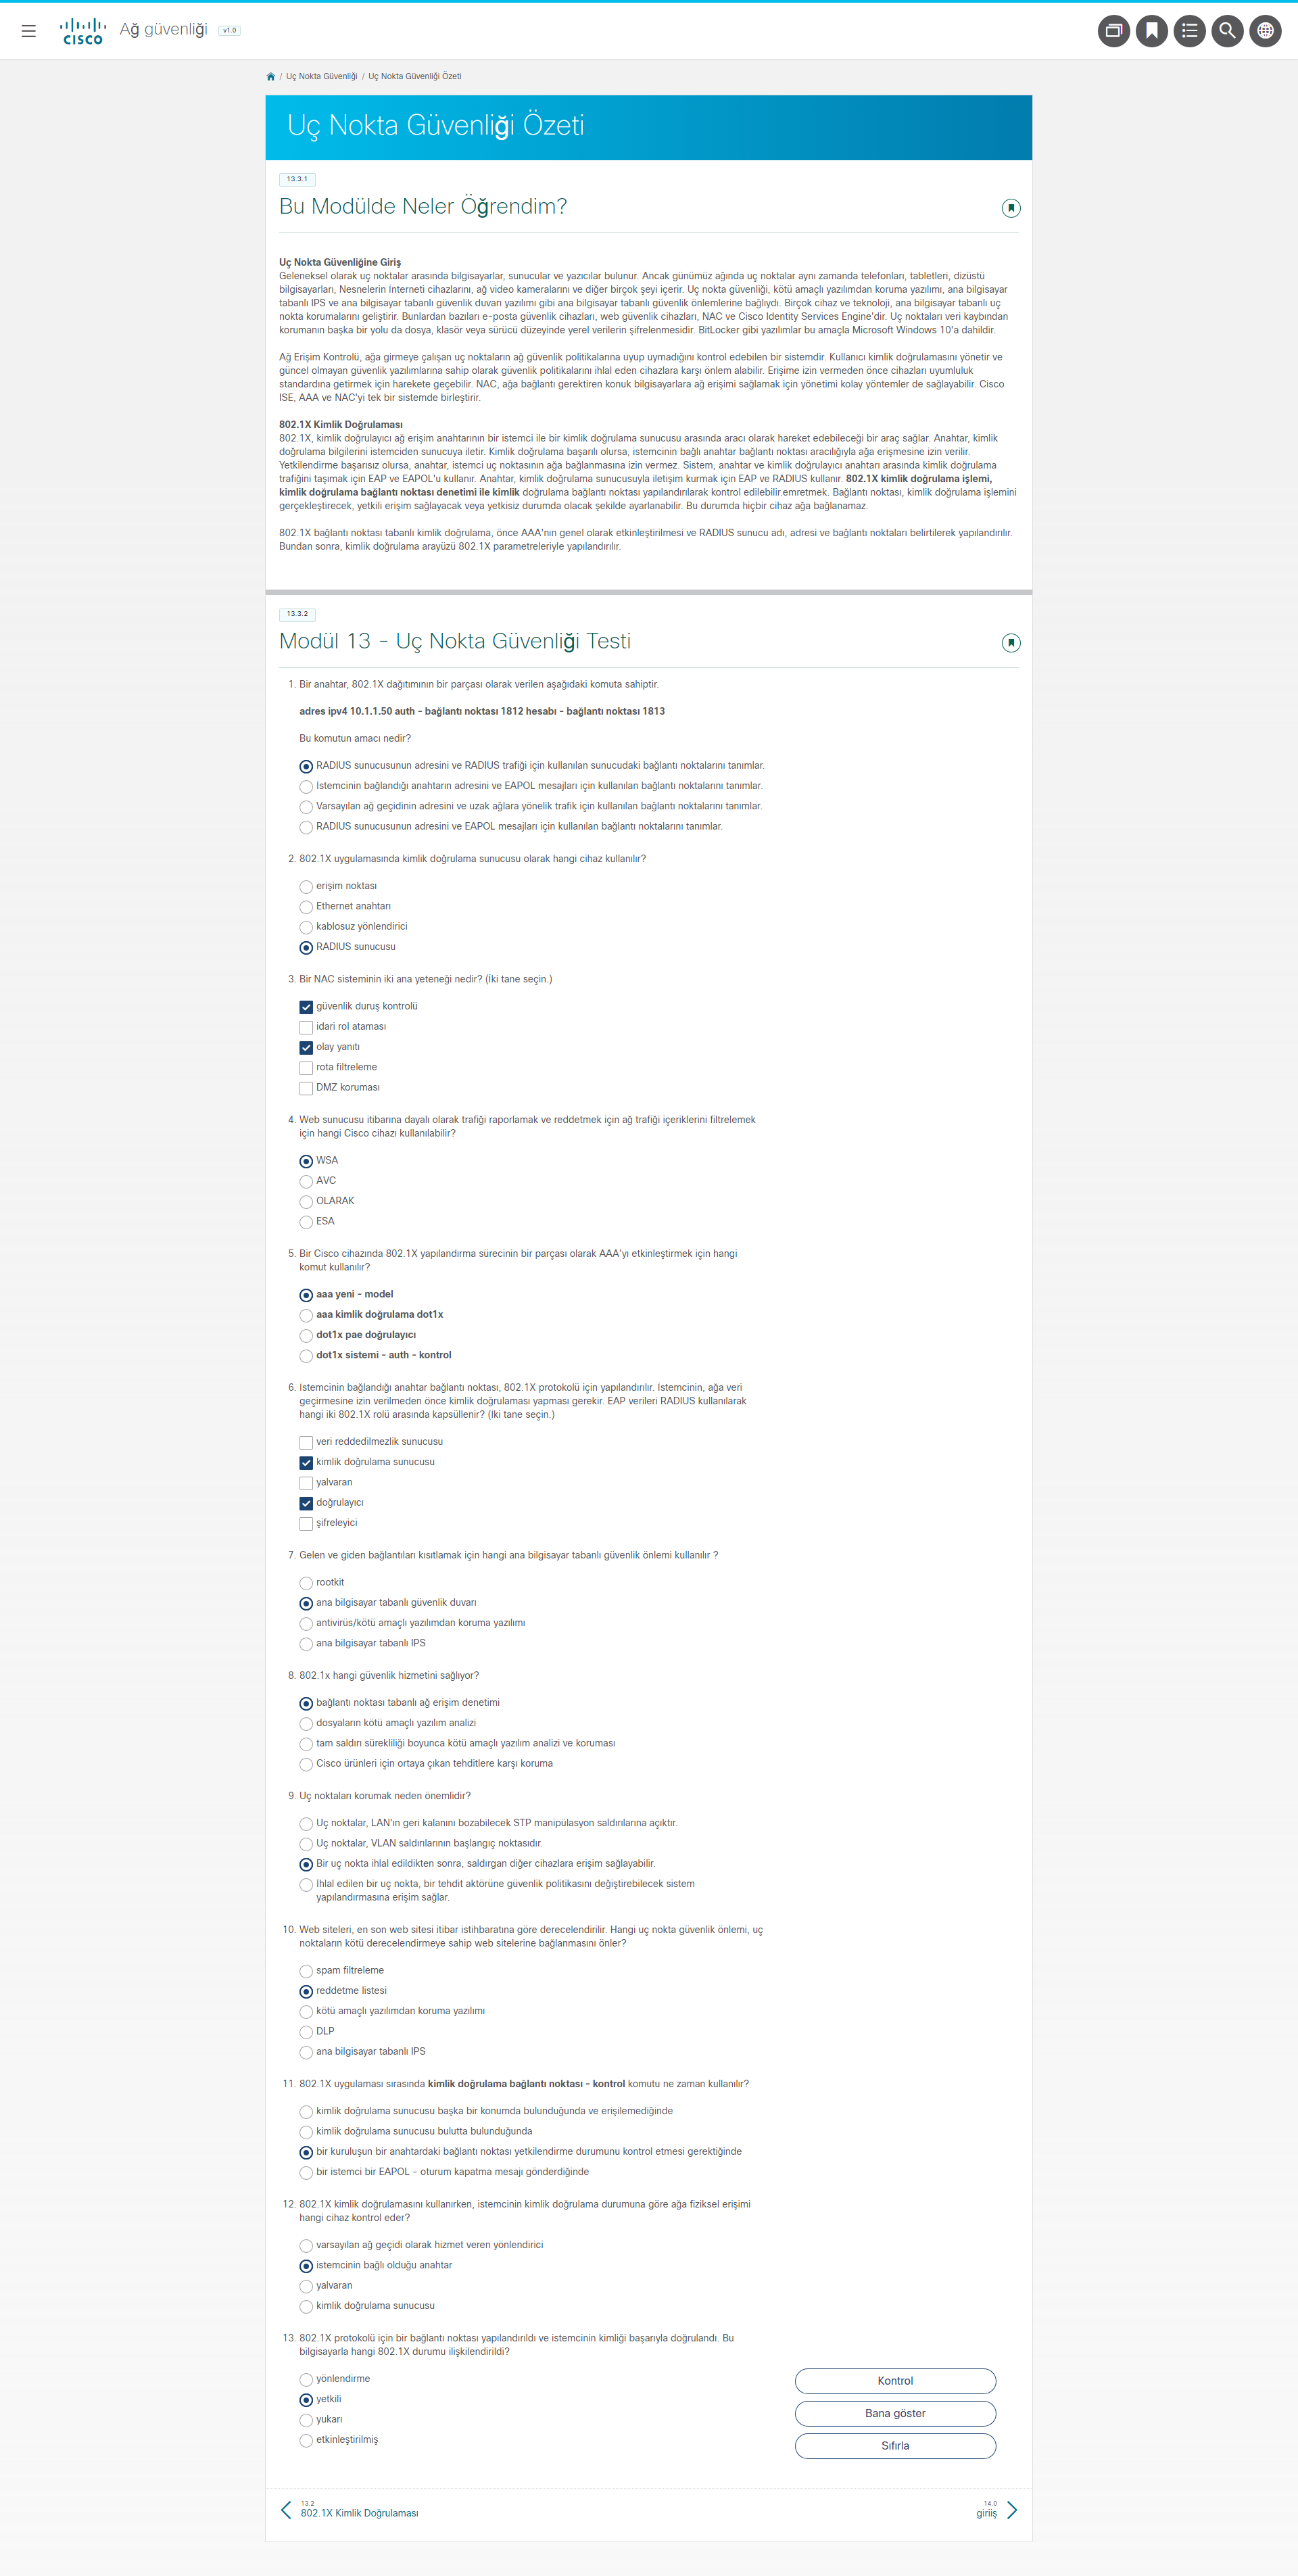 CISCO
Ağ güvenliği v1.0
/ Uç Nokta Güvenliği / Uç Nokta Güvenliği Özeti
Uç Nokta Güvenliği Özeti
13.3.1
Bu Modülde Neler Öğrendim?
Uç Nokta Güvenliğine Giriş
Geleneksel olarak uç noktalar arasında bilgisayarlar, sunucular ve yazıcılar bulunur. Ancak günümüz ağında uç noktalar aynı zamanda telefonları, tabletleri, dizüstü
bilgisayarları, Nesnelerin İnterneti cihazlarını, ağ video kameralarını ve diğer birçok şeyi içerir. Uç nokta güvenliği, kötü amaçlı yazılımdan koruma yazılımı, ana bilgisayar
tabanlı IPS ve ana bilgisayar tabanlı güvenlik duvarı yazılımı gibi ana bilgisayar tabanlı güvenlik önlemlerine bağlıydı. Birçok cihaz ve teknoloji, ana bilgisayar tabanlı uç
nokta korumalarını geliştirir. Bunlardan bazıları e-posta güvenlik cihazları, web güvenlik cihazları, NAC ve Cisco Identity Services Engine'dir. Uç noktaları veri kaybından
korumanın başka bir yolu da dosya, klasör veya sürücü düzeyinde yerel verilerin şifrelenmesidir. BitLocker gibi yazılımlar bu amaçla Microsoft Windows 10'a dahildir.
Ağ Erişim Kontrolü, ağa girmeye çalışan uç noktaların ağ güvenlik politikalarına uyup uymadığını kontrol edebilen bir sistemdir. Kullanıcı kimlik doğrulamasını yönetir ve
güncel olmayan güvenlik yazılımlarına sahip olarak güvenlik politikalarını ihlal eden cihazlara karşı önlem alabilir. Erişime izin vermeden önce cihazları uyumluluk
standardına getirmek için harekete geçebilir. NAC, ağa bağlantı gerektiren konuk bilgisayarlara ağ erişimi sağlamak için yönetimi kolay yöntemler de sağlayabilir. Cisco
ISE, AAA ve NAC'yi tek bir sistemde birleştirir.
802.1X Kimlik Doğrulaması
802.1X, kimlik doğrulayıcı ağ erişim anahtarının bir istemci ile bir kimlik doğrulama sunucusu arasında aracı olarak hareket edebileceği bir araç sağlar. Anahtar, kimlik
doğrulama bilgilerini istemciden sunucuya iletir. Kimlik doğrulama başarılı olursa, istemcinin bağlı anahtar bağlantı noktası aracılığıyla ağa erişmesine izin verilir.
Yetkilendirme başarısız olursa, anahtar, istemci uç noktasının ağa bağlanmasına izin vermez. Sistem, anahtar ve kimlik doğrulayıcı anahtarı arasında kimlik doğrulama
trafiğini taşımak için EAP ve EAPOL'u kullanır. Anahtar, kimlik doğrulama sunucusuyla iletişim kurmak için EAP ve RADIUS kullanır. 802.1X kimlik doğrulama işlemi,
kimlik doğrulama bağlantı noktası denetimi ile kimlik doğrulama bağlantı noktası yapılandırılarak kontrol edilebilir.emretmek. Bağlantı noktası, kimlik doğrulama işlemini
gerçekleştirecek, yetkili erişim sağlayacak veya yetkisiz durumda olacak şekilde ayarlanabilir. Bu durumda hiçbir cihaz ağa bağlanamaz.
802.1X bağlantı noktası tabanlı kimlik doğrulama, önce AAA'nın genel olarak etkinleştirilmesi ve RADIUS sunucu adı, adresi ve bağlantı noktaları belirtilerek yapılandırılır.
Bundan sonra, kimlik doğrulama arayüzü 802.1X parametreleriyle yapılandırılır.
13.3.2
Modül 13 - Uç Nokta Güvenliği Testi
1. Bir anahtar, 802.1X dağıtımının bir parçası olarak verilen aşağıdaki komuta sahiptir.
adres ipv4 10.1.1.50 auth - bağlantı noktası 1812 hesabı - bağlantı noktası 1813
Bu komutun amacı nedir?
RADIUS sunucusunun adresini ve RADIUS trafiği için kullanılan sunucudaki bağlantı noktalarını tanımlar.
İstemcinin bağlandığı anahtarın adresini ve EAPOL mesajları için kullanılan bağlantı noktalarını tanımlar.
Varsayılan ağ geçidinin adresini ve uzak ağlara yönelik trafik için kullanılan bağlantı noktalarını tanımlar.
RADIUS sunucusunun adresini ve EAPOL mesajları için kullanılan bağlantı noktalarını tanımlar.
2. 802.1X uygulamasında kimlik doğrulama sunucusu olarak hangi cihaz kullanılır?
erişim noktası
Ethernet anahtarı
kablosuz yönlendirici
RADIUS sunucusu
3. Bir NAC sisteminin iki ana yeteneği nedir? (İki tane seçin.)
güvenlik duruş kontrolü
idari rol ataması
olay yanıtı
rota filtreleme
DMZ koruması
4. Web sunucusu itibarına dayalı olarak trafiği raporlamak ve reddetmek için ağ trafiği içeriklerini filtrelemek
için hangi Cisco cihazı kullanılabilir?
WSA
AVC
OLARAK
ESA
5. Bir Cisco cihazında 802.1X yapılandırma sürecinin bir parçası olarak AAA'yı etkinleştirmek için hangi
komut kullanılır?
aaa yeni - model
aaa kimlik doğrulama dot1x
dot1x pae doğrulayıcı
dot1x sistemi - auth - kontrol
6. İstemcinin bağlandığı anahtar bağlantı noktası, 802.1X protokolü için yapılandırılır. İstemcinin, ağa veri
geçirmesine izin verilmeden önce kimlik doğrulaması yapması gerekir. EAP verileri RADIUS kullanılarak
hangi iki 802.1X rolü arasında kapsüllenir? (İki tane seçin.)
veri reddedilmezlik sunucusu
kimlik doğrulama sunucusu
yalvaran
doğrulayıcı
şifreleyici
7. Gelen ve giden bağlantıları kısıtlamak için hangi ana bilgisayar tabanlı güvenlik önlemi kullanılır ?
rootkit
ana bilgisayar tabanlı güvenlik duvarı
antivirüs/kötü amaçlı yazılımdan koruma yazılımı
ana bilgisayar tabanlı IPS
8. 802.1x hangi güvenlik hizmetini sağlıyor?
bağlantı noktası tabanlı ağ erişim denetimi
dosyaların kötü amaçlı yazılım analizi
tam saldırı sürekliliği boyunca kötü amaçlı yazılım analizi ve koruması
Cisco ürünleri için ortaya çıkan tehditlere karşı koruma
9. Uç noktaları korumak neden önemlidir?
Uç noktalar, LAN'ın geri kalanını bozabilecek STP manipülasyon saldırılarına açıktır.
Uç noktalar, VLAN saldırılarının başlangıç noktasıdır.
Bir uç nokta ihlal edildikten sonra, saldırgan diğer cihazlara erişim sağlayabilir.
İhlal edilen bir uç nokta, bir tehdit aktörüne güvenlik politikasını değiştirebilecek sistem
yapılandırmasına erişim sağlar.
10. Web siteleri, en son web sitesi itibar istihbaratına göre derecelendirilir. Hangi uç nokta güvenlik önlemi, uç
noktaların kötü derecelendirmeye sahip web sitelerine bağlanmasını önler?
spam filtreleme
reddetme listesi
kötü amaçlı yazılımdan koruma yazılımı
DLP
ana bilgisayar tabanlı IPS
11. 802.1X uygulaması sırasında kimlik doğrulama bağlantı noktası - kontrol komutu ne zaman kullanılır?
kimlik doğrulama sunucusu başka bir konumda bulunduğunda ve erişilemediğinde
kimlik doğrulama sunucusu bulutta bulunduğunda
bir kuruluşun bir anahtardaki bağlantı noktası yetkilendirme durumunu kontrol etmesi gerektiğinde
bir istemci bir EAPOL - oturum kapatma mesajı gönderdiğinde
12. 802.1X kimlik doğrulamasını kullanırken, istemcinin kimlik doğrulama durumuna göre ağa fiziksel erişimi
hangi cihaz kontrol eder?
varsayılan ağ geçidi olarak hizmet veren yönlendirici
istemcinin bağlı olduğu anahtar
yalvaran
kimlik doğrulama sunucusu
13. 802.1X protokolü için bir bağlantı noktası yapılandırıldı ve istemcinin kimliği başarıyla doğrulandı. Bu
bilgisayarla hangi 802.1X durumu ilişkilendirildi?
yönlendirme
yetkili
yukarı
etkinleştirilmiş
Kontrol
Bana göster
Sıfırla
13.2
802.1X Kimlik Doğrulaması
14.0
giriiş